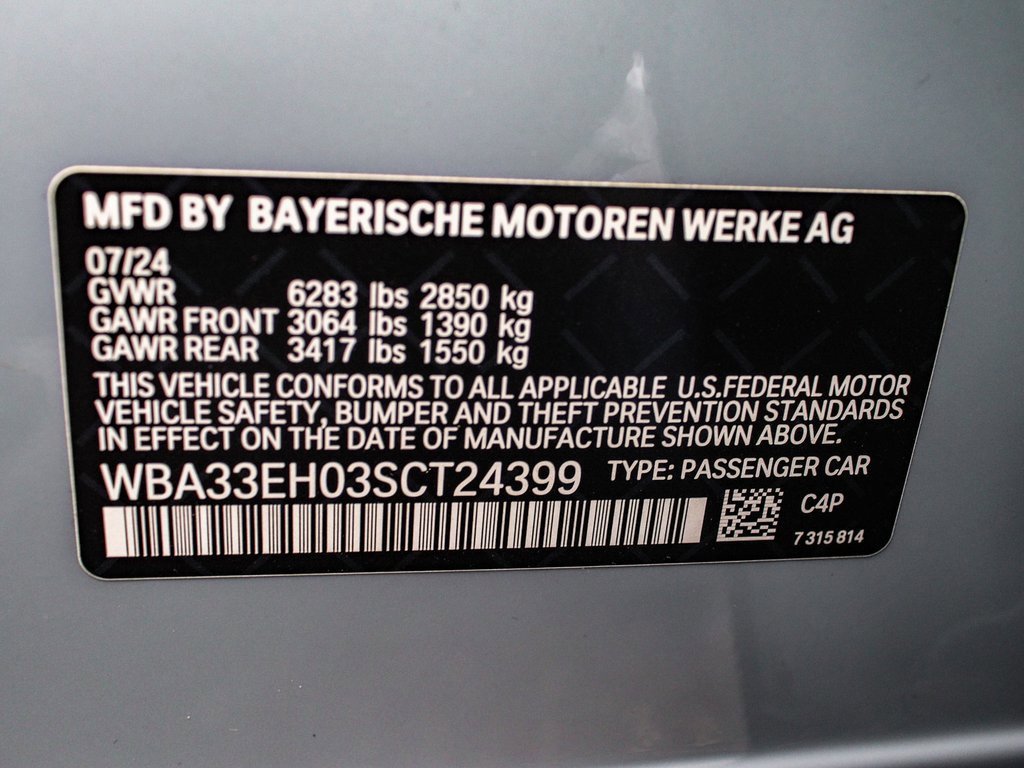 MFD BY BAYERISCHE MOTOREN WERKE AG
07/24
GVWR 6283 lbs 2850 kg
GAWR FRONT 3064 lbs 1390 kg
GAWR REAR 3417 lbs 1550 kg
THIS VEHICLE CONFORMS TO ALL APPLICABLE U.S.FEDERAL MOTOR
VEHICLE SAFETY, BUMPER AND THEFT PREVENTION STANDARDS
IN EFFECT ON THE DATE OF MANUFACTURE SHOWN ABOVE.
WBA33EH03SCT24399 TYPE: PASSENGER CAR
C4P
7 315 814